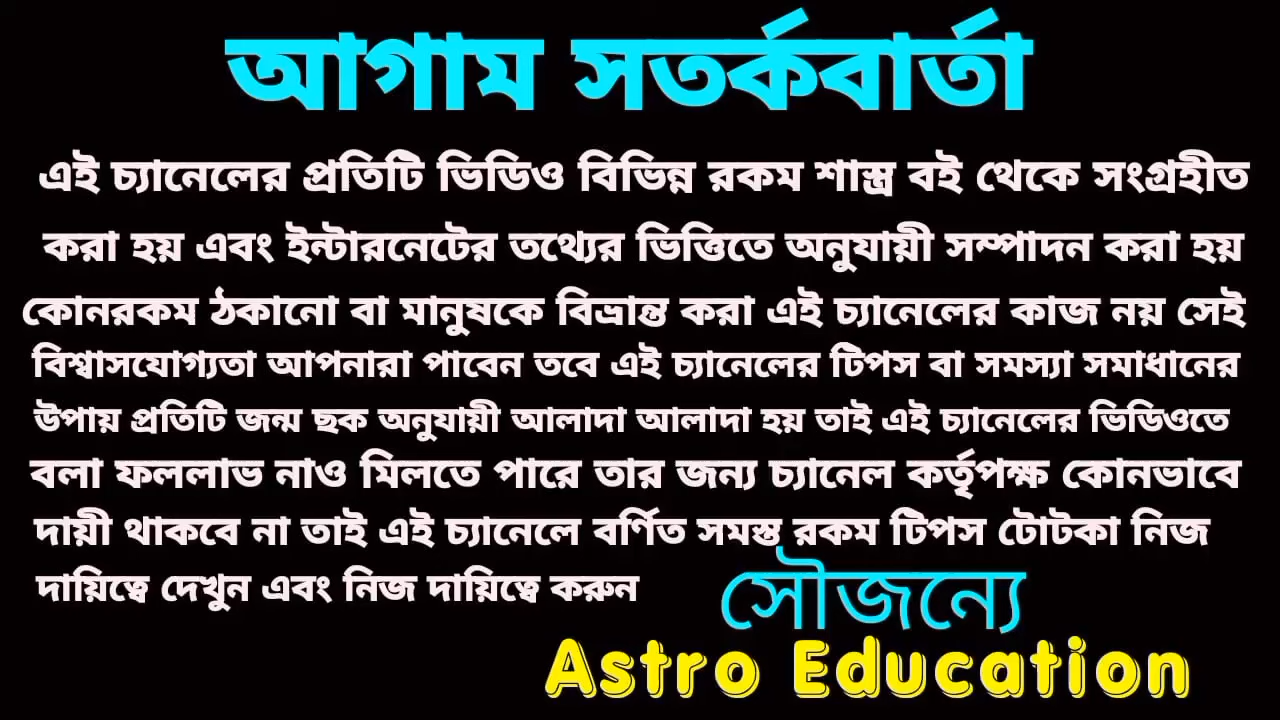 আগাম সতর্কবার্তা
এই চ্যানেলের প্রতিটি ভিডিও বিভিন্ন রকম শাস্ত্র বই থেকে সংগ্রহীত
করা হয় এবং ইন্টারনেটের তথ্যের ভিত্তিতে অনুযায়ী সম্পাদন করা হয়
কোনরকম ঠকানো বা মানুষকে বিভ্রান্ত করা এই চ্যানেলের কাজ নয় সেই
বিশ্বাসযোগ্যতা আপনারা পাবেন তবে এই চ্যানেলের টিপস বা সমস্যা সমাধানের
উপায় প্রতিটি জন্ম ছক অনুযায়ী আলাদা আলাদা হয় তাই এই চ্যানেলের ভিডিওতে
বলা ফললাভ নাও মিলতে পারে তার জন্য চ্যানেল কর্তৃপক্ষ কোনভাবে
দায়ী থাকবে না তাই এই চ্যানেলে বর্ণিত সমস্ত রকম টিপস টোটকা নিজ
দায়িত্বে দেখুন এবং নিজ দায়িত্বে করুন
সৌজন্যে
Astro Education